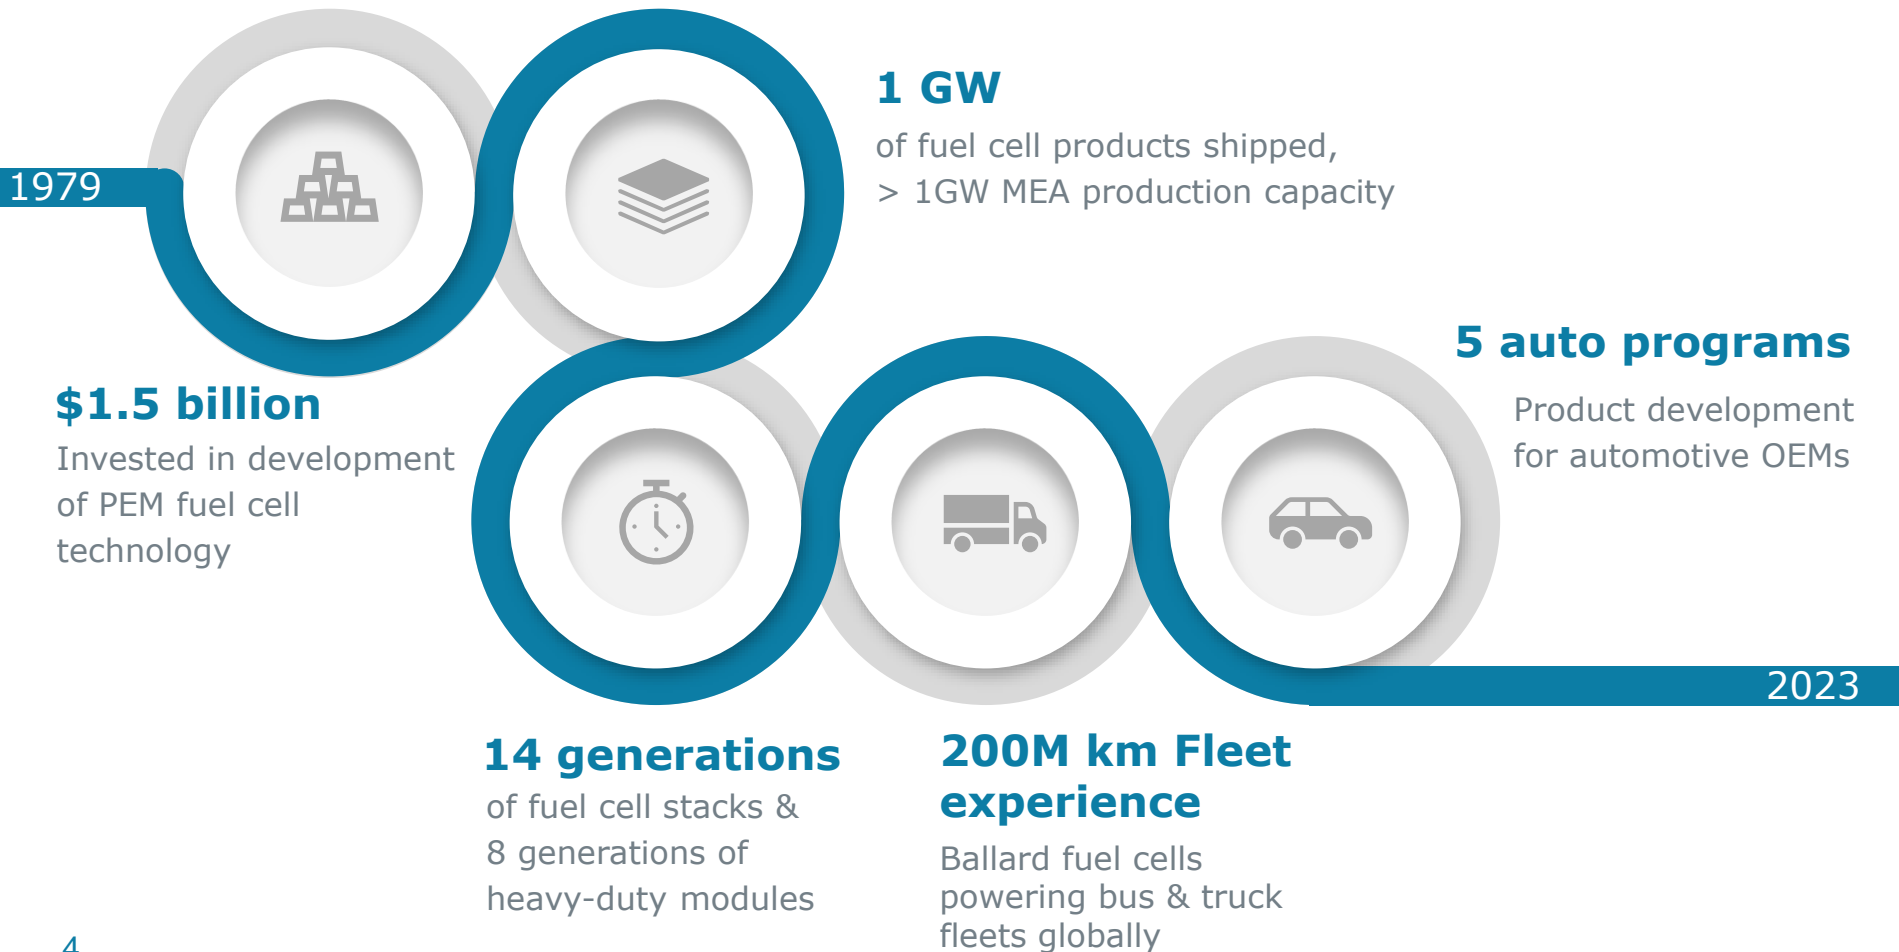 1979
1 GW
of fuel cell products shipped,
> 1GW MEA production capacity
$1.5 billion
Invested in development
of PEM fuel cell
technology
5 auto programs
Product development
for automotive OEMs
2023
14 generations
of fuel cell stacks &
8 generations of
heavy-duty modules
200M km Fleet
experience
Ballard fuel cells
powering bus & truck
fleets globally
4